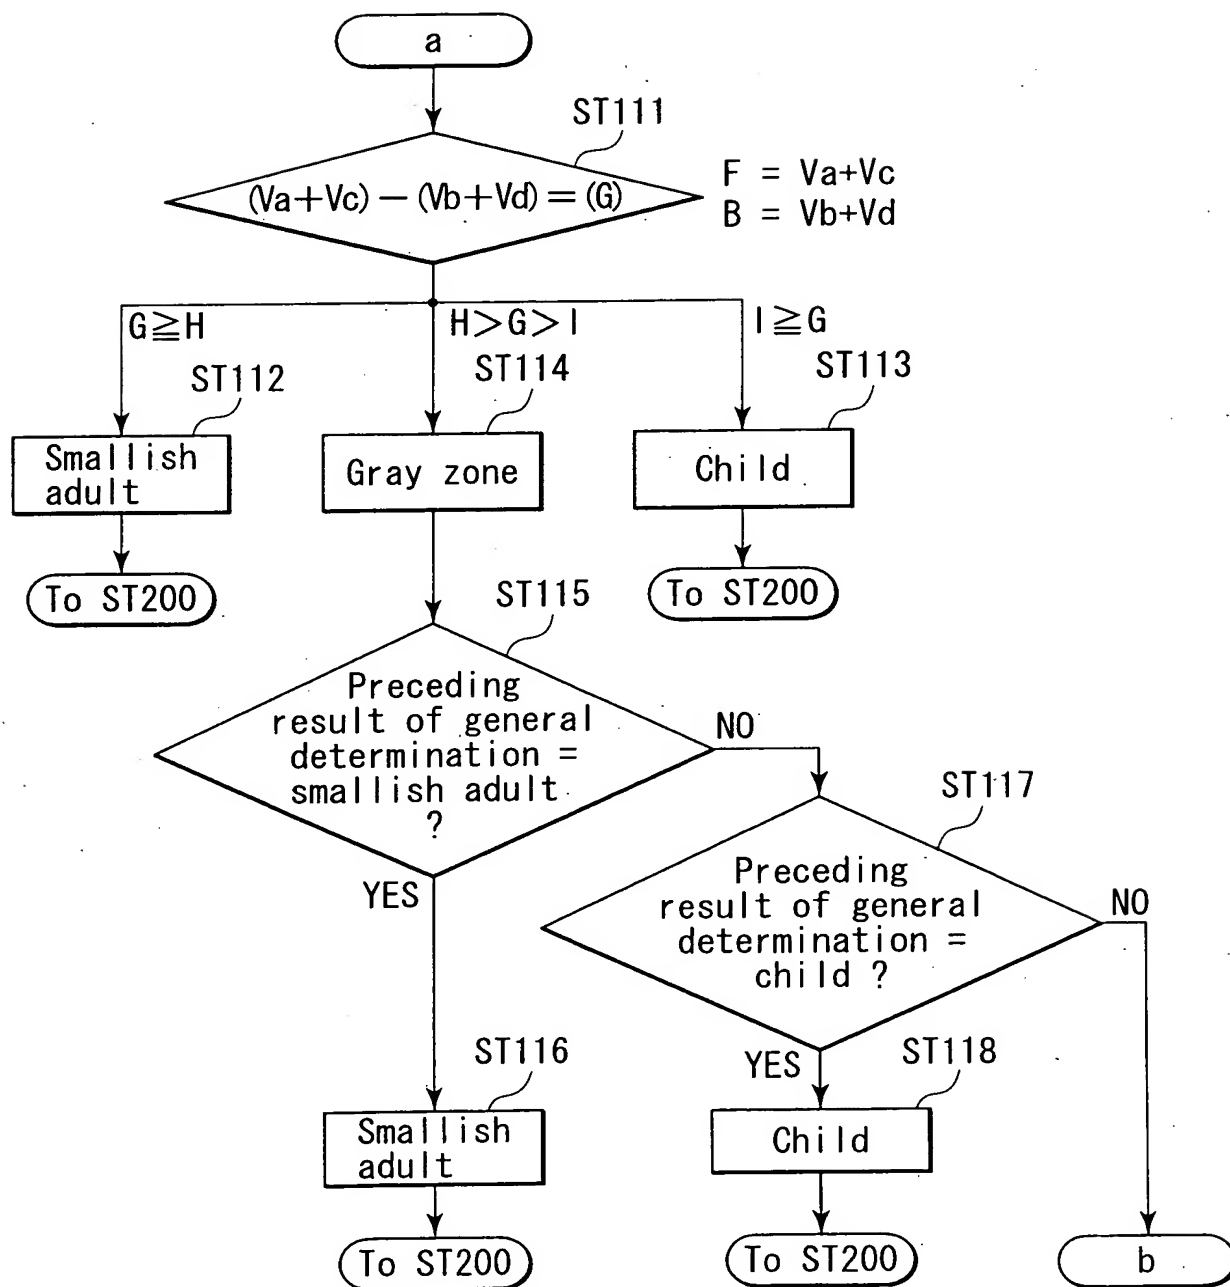 a
ST111
(Va+Vc)-(Vb+Vd)=(G)
F = Va+Vc
B = Vb+Vd
G≧H
H>G>I
I≧G
ST112
ST114
ST113
Smallish
adult
Gray zone
Child
To ST200
To ST200
ST115
Preceding
result of general
determination =
smallish adult
?
NO
YES
ST117
Preceding
result of general
determination =
child ?
NO
YES
ST116
ST118
Smallish
adult
Child
To ST200
To ST200
b